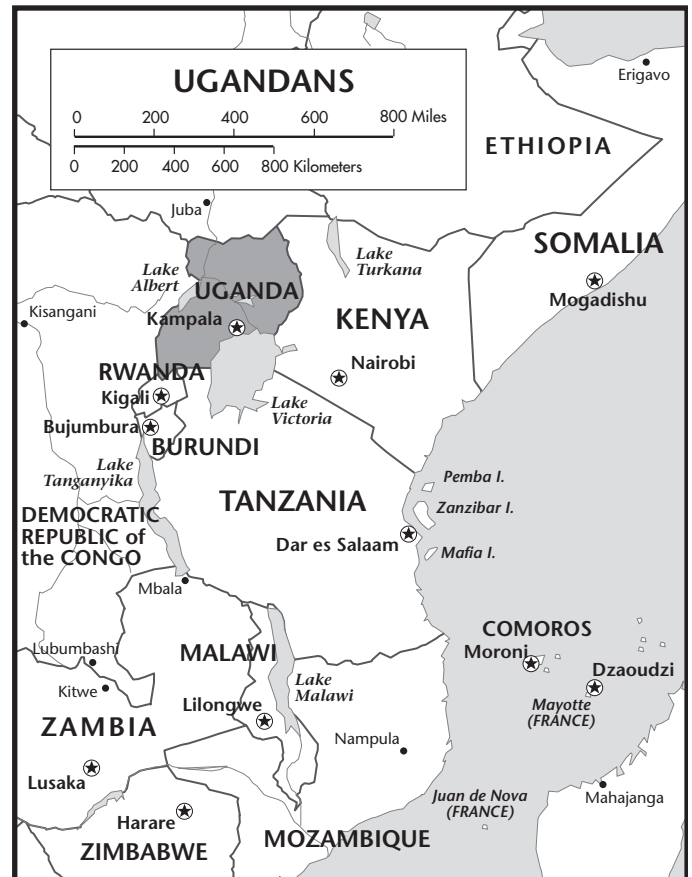 UGANDANS
0 200 400 600 800 Miles
0 200 400 600 800 Kilometers
Erigavo
ETHIOPIA
Juba
SOMALIA
Lake
Turkana
Lake
Albert
UGANDA
Mogadishu
Kisangani
Kampala
KENYA
Nairobi
RWANDA
Kigali
Lake
Victoria
Bujumbura
BURUNDI
Lake
Tanganyika
Pemba I.
TANZANIA
Zanzibar I.
DEMOCRATIC
REPUBLIC of
the CONGO
Dar es Salaam
Mafia I.
Mbala
COMOROS
Moroni
Lubumbashi
MALAWI
Dzaoudzi
Kitwe
Lake
Malawi
Lilongwe
Mayotte
(FRANCE)
ZAMBIA
Nampula
Lusaka
Juan de Nova
(FRANCE)
Mahajanga
Harare
MOZAMBIQUE
ZIMBABWE